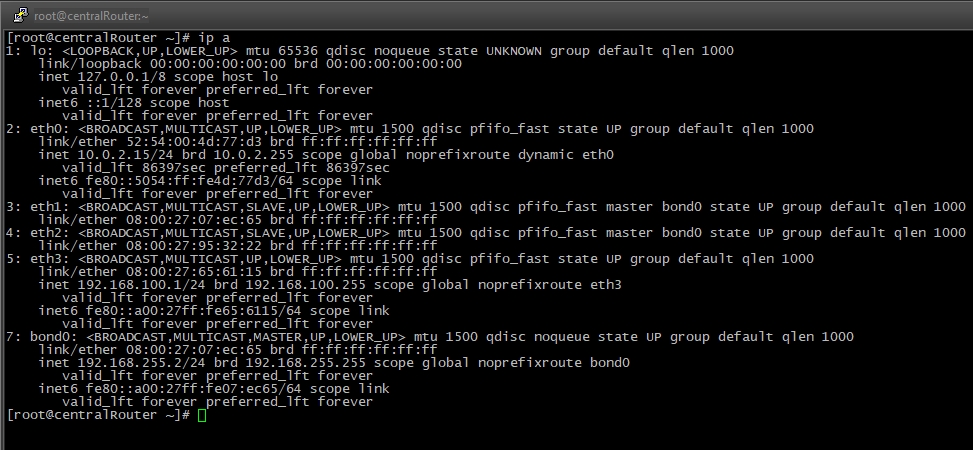 root@centralRouter:~
[root@centralRouter ~]# ip a
1: lo: <LOOPBACK,UP,LOWER_UP> mtu 65536 qdisc noqueue state UNKNOWN group default qlen 1000
    link/loopback 00:00:00:00:00:00 brd 00:00:00:00:00:00
    inet 127.0.0.1/8 scope host lo
       valid_lft forever preferred_lft forever
    inet6 ::1/128 scope host
       valid_lft forever preferred_lft forever
2: eth0: <BROADCAST,MULTICAST,UP,LOWER_UP> mtu 1500 qdisc pfifo_fast state UP group default qlen 1000
    link/ether 52:54:00:4d:77:d3 brd ff:ff:ff:ff:ff:ff
    inet 10.0.2.15/24 brd 10.0.2.255 scope global noprefixroute dynamic eth0
       valid_lft 86397sec preferred_lft 86397sec
    inet6 fe80::5054:ff:fe4d:77d3/64 scope link
       valid_lft forever preferred_lft forever
3: eth1: <BROADCAST,MULTICAST,SLAVE,UP,LOWER_UP> mtu 1500 qdisc pfifo_fast master bond0 state UP group default qlen 1000
    link/ether 08:00:27:07:ec:65 brd ff:ff:ff:ff:ff:ff
4: eth2: <BROADCAST,MULTICAST,SLAVE,UP,LOWER_UP> mtu 1500 qdisc pfifo_fast master bond0 state UP group default qlen 1000
    link/ether 08:00:27:95:32:22 brd ff:ff:ff:ff:ff:ff
5: eth3: <BROADCAST,MULTICAST,UP,LOWER_UP> mtu 1500 qdisc pfifo_fast state UP group default qlen 1000
    link/ether 08:00:27:65:61:15 brd ff:ff:ff:ff:ff:ff
    inet 192.168.100.1/24 brd 192.168.100.255 scope global noprefixroute eth3
       valid_lft forever preferred_lft forever
    inet6 fe80::a00:27ff:fe65:6115/64 scope link
       valid_lft forever preferred_lft forever
7: bond0: <BROADCAST,MULTICAST,MASTER,UP,LOWER_UP> mtu 1500 qdisc noqueue state UP group default qlen 1000
    link/ether 08:00:27:07:ec:65 brd ff:ff:ff:ff:ff:ff
    inet 192.168.255.2/24 brd 192.168.255.255 scope global noprefixroute bond0
       valid_lft forever preferred_lft forever
    inet6 fe80::a00:27ff:fe07:ec65/64 scope link
       valid_lft forever preferred_lft forever
[root@centralRouter ~]#